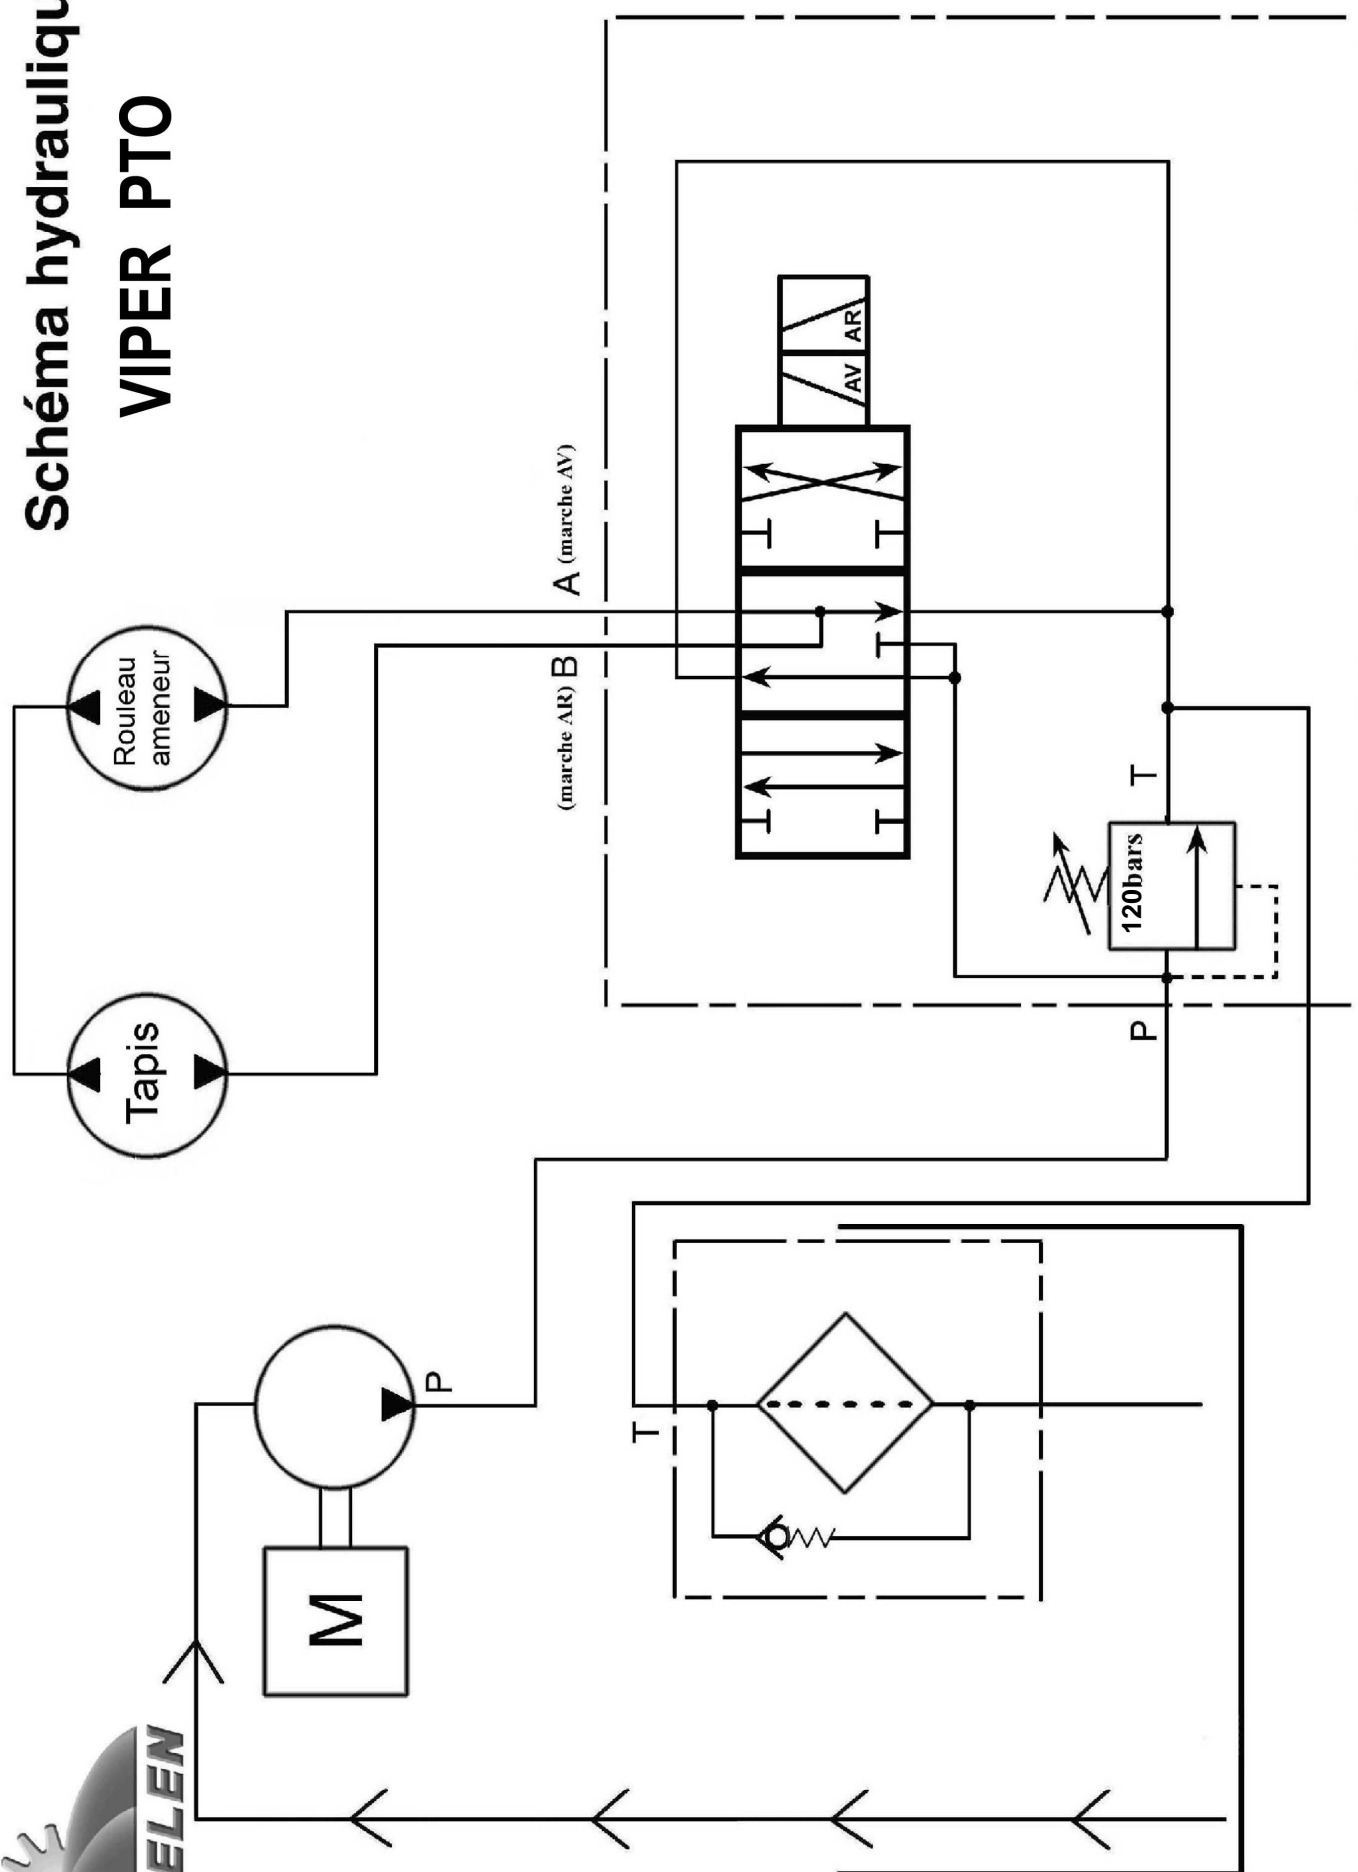 Schéma hydrauliqu
VIPER PTO
Rouleau
ameneur
Tapis
A (marche AV)
(marche AR) B
AV
AR
T
120bars
P
P
M
T
ELEN